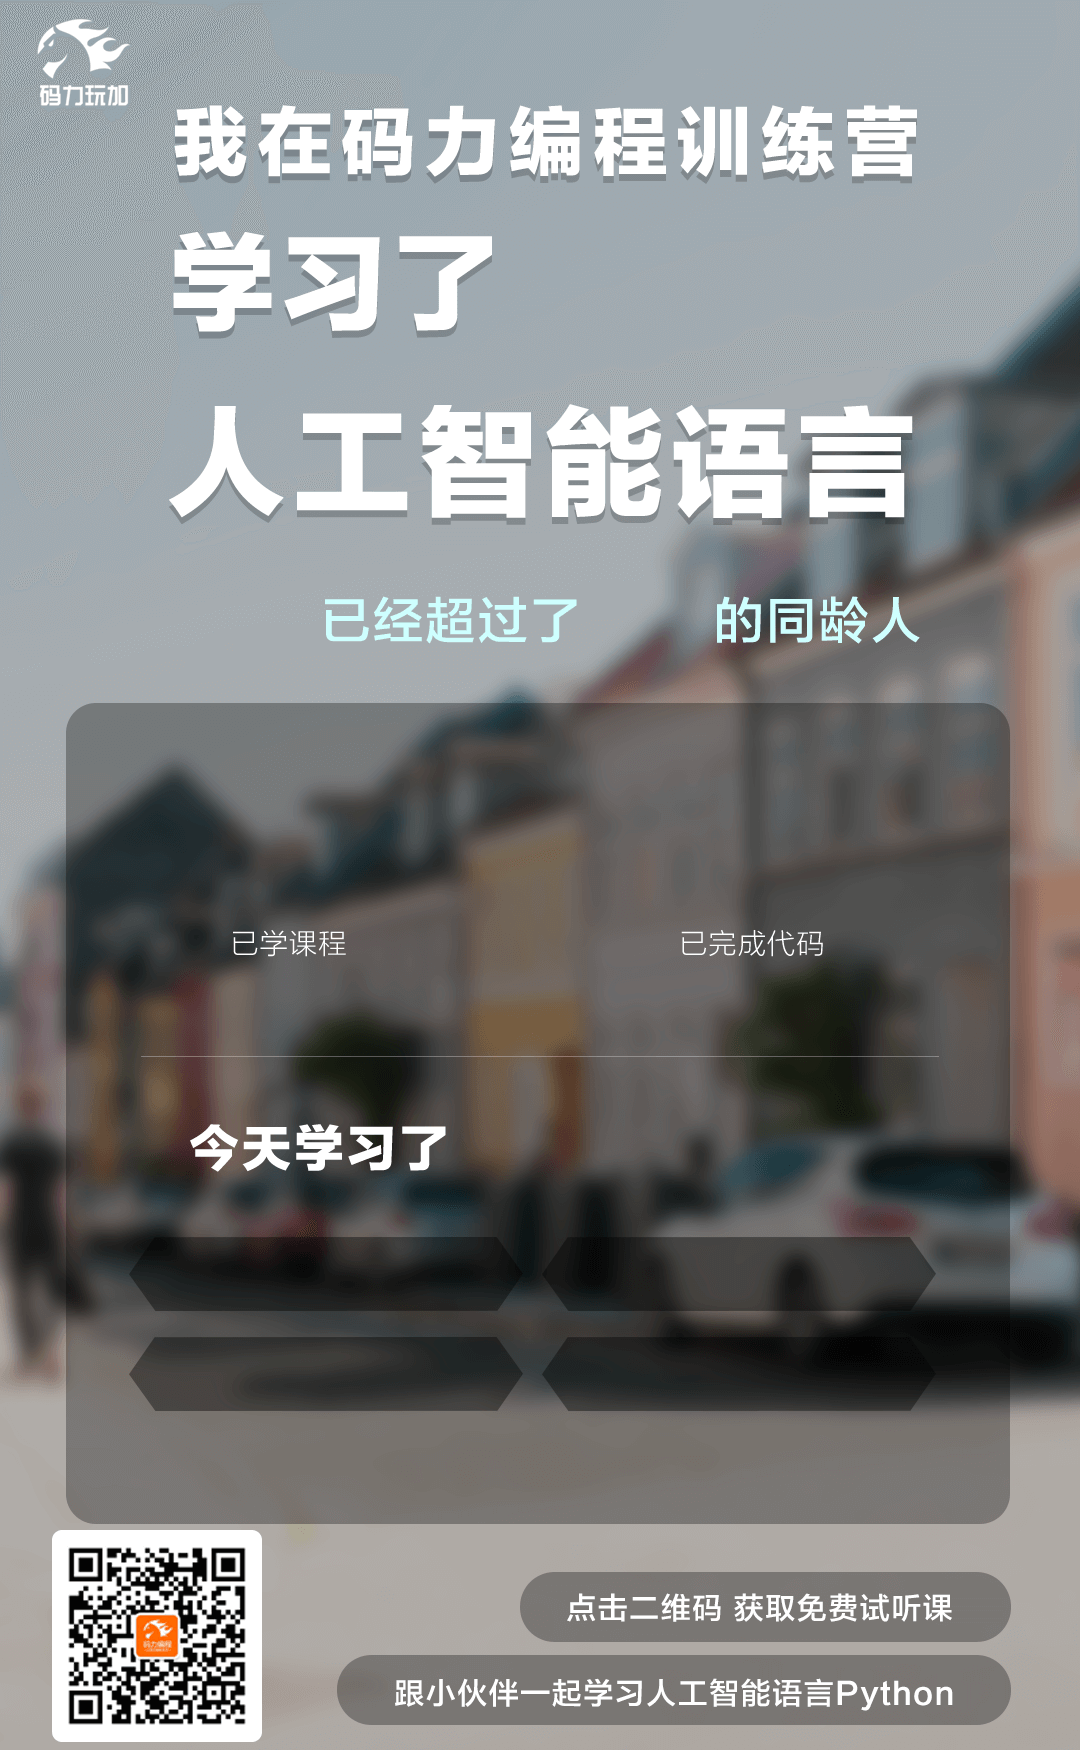 码力玩加
我在码力编程训练营
学习了
人工智能语言
已经超过了 的同龄人
已学课程 已完成代码
今天学习了
码力编程
点击二维码 获取免费试听课
跟小伙伴一起学习人工智能语言Python